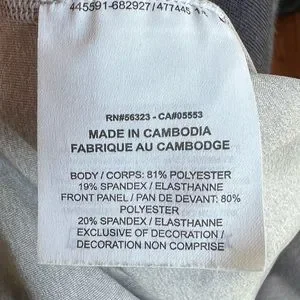 445591-682927/477445
RN#56323 - CA#05553
MADE IN CAMBODIA
FABRIQUE AU CAMBODGE
BODY / CORPS: 81% POLYESTER
19% SPANDEX / ELASTHANNE
FRONT PANEL / PAN DE DEVANT: 80%
POLYESTER
20% SPANDEX / ELASTHANNE
EXCLUSIVE OF DECORATION /
DECORATION NON COMPRISE